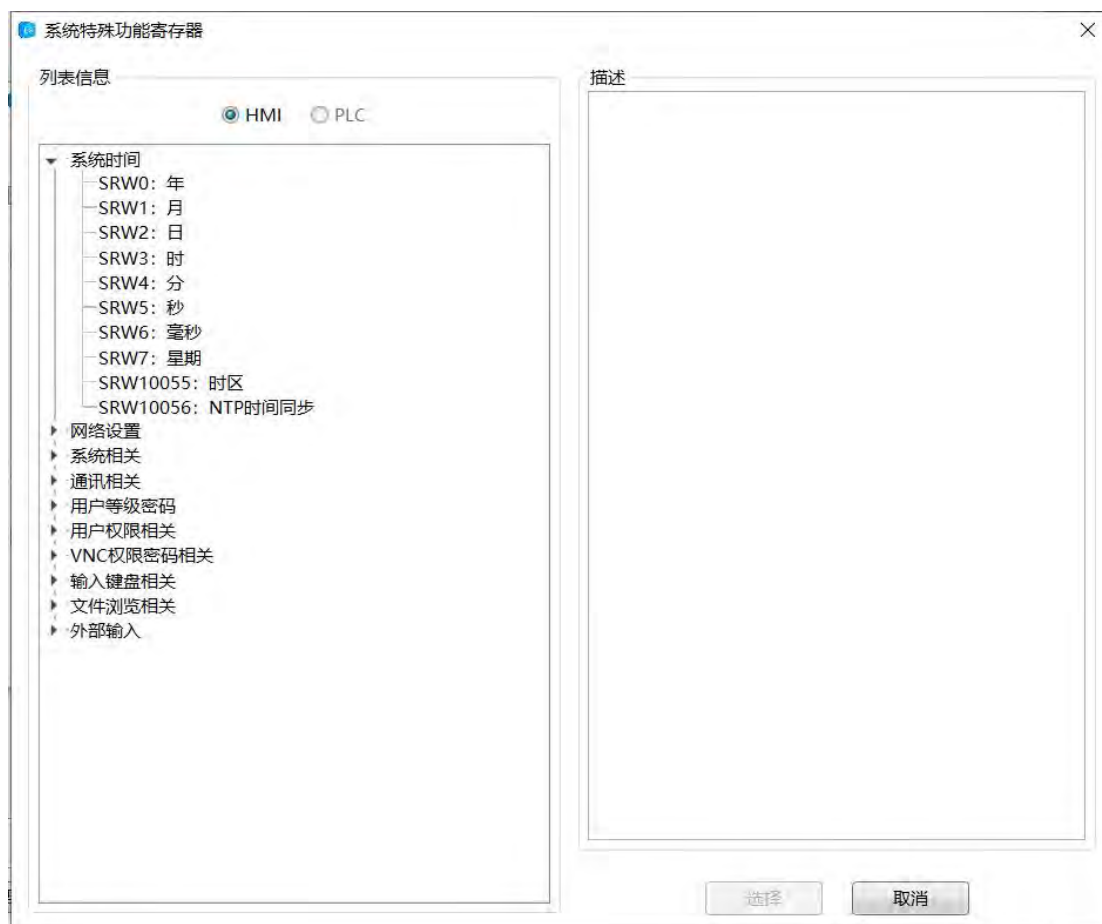 系统特殊功能寄存器
列表信息
HMI PLC
系统时间
SRW0：年
SRW1：月
SRW2：日
SRW3：时
SRW4：分
SRW5：秒
SRW6：毫秒
SRW7：星期
SRW10055：时区
SRW10056：NTP时间同步
网络设置
系统相关
通讯相关
用户等级密码
用户权限相关
VNC权限密码相关
输入键盘相关
文件浏览相关
外部输入
描述
选择 取消